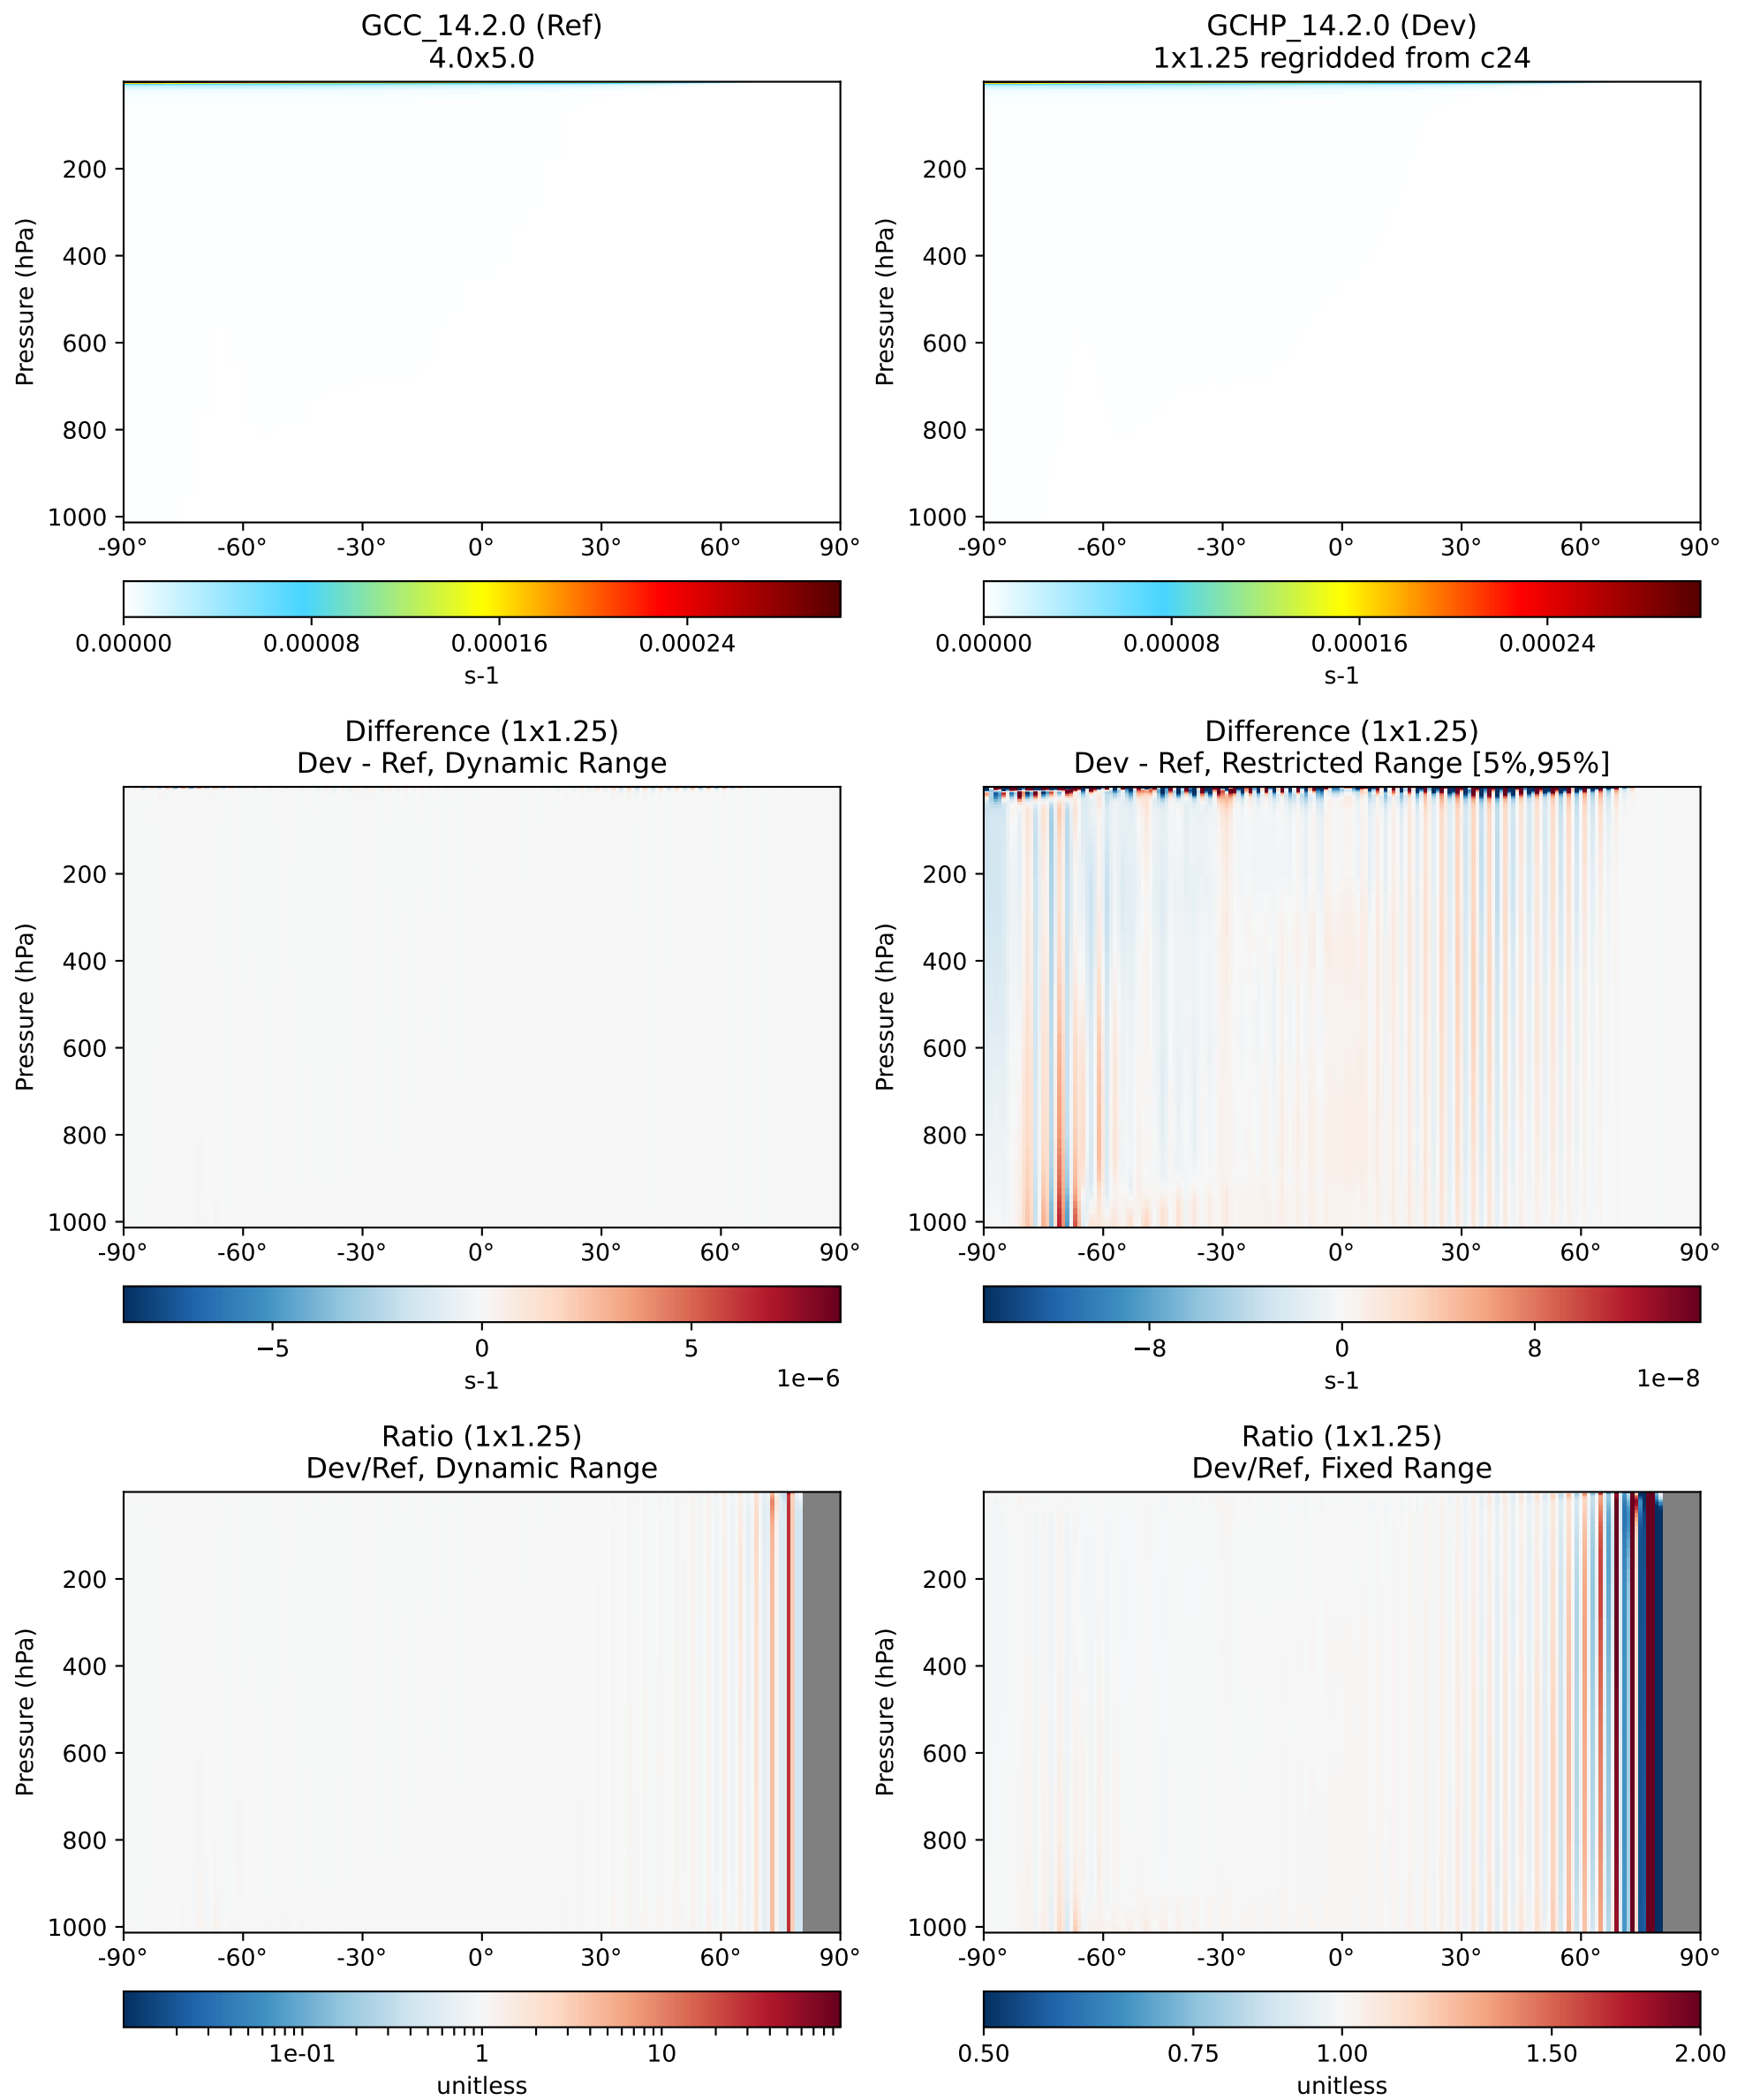 GCC_14.2.0 (Ref)
4.0x5.0
Pressure (hPa)
200
400
600
800
1000
-90° -60° -30° 0° 30° 60° 90°
0.00000 0.00008 0.00016 0.00024
s-1
GCHP_14.2.0 (Dev)
1x1.25 regridded from c24
Pressure (hPa)
200
400
600
800
1000
-90° -60° -30° 0° 30° 60° 90°
0.00000 0.00008 0.00016 0.00024
s-1
Difference (1x1.25)
Dev - Ref, Dynamic Range
Pressure (hPa)
200
400
600
800
1000
-90° -60° -30° 0° 30° 60° 90°
−5 0 5
s-1 1e−6
Difference (1x1.25)
Dev - Ref, Restricted Range [5%,95%]
Pressure (hPa)
200
400
600
800
1000
-90° -60° -30° 0° 30° 60° 90°
−8 0 8
s-1 1e−8
Ratio (1x1.25)
Dev/Ref, Dynamic Range
Pressure (hPa)
200
400
600
800
1000
-90° -60° -30° 0° 30° 60° 90°
1e-01 1 10
unitless
Ratio (1x1.25)
Dev/Ref, Fixed Range
Pressure (hPa)
200
400
600
800
1000
-90° -60° -30° 0° 30° 60° 90°
0.50 0.75 1.00 1.50 2.00
unitless